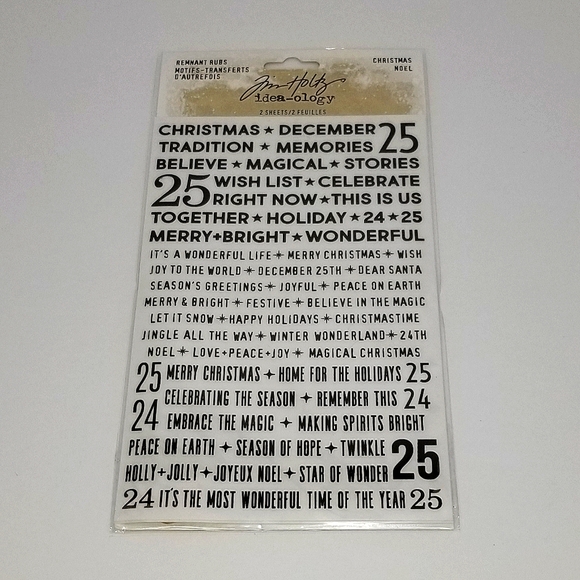 REMNANT RUBS
MOTIFS-TRANSFERTS
D'AUTREFOIS
CHRISTMAS
NOEL
Tim Holtz
idea-ology
2 SHEETS/2 FEUILLES
CHRISTMAS ★ DECEMBER 25
TRADITION ★ MEMORIES
BELIEVE ★ MAGICAL ★ STORIES
25 WISH LIST ★ CELEBRATE
RIGHT NOW ★ THIS IS US
TOGETHER ★ HOLIDAY ★ 24 ★ 25
MERRY+BRIGHT ★ WONDERFUL
IT'S A WONDERFUL LIFE ✦ MERRY CHRISTMAS ✦ WISH
JOY TO THE WORLD ✦ DECEMBER 25TH ✦ DEAR SANTA
SEASON'S GREETINGS ✦ JOYFUL ✦ PEACE ON EARTH
MERRY & BRIGHT ✦ FESTIVE ✦ BELIEVE IN THE MAGIC
LET IT SNOW ✦ HAPPY HOLIDAYS ✦ CHRISTMASTIME
JINGLE ALL THE WAY ✦ WINTER WONDERLAND ✦ 24TH
NOEL ✦ LOVE+PEACE+JOY ✦ MAGICAL CHRISTMAS
25 MERRY CHRISTMAS ✦ HOME FOR THE HOLIDAYS 25
CELEBRATING THE SEASON ✦ REMEMBER THIS 24
24 EMBRACE THE MAGIC ✦ MAKING SPIRITS BRIGHT
PEACE ON EARTH ✦ SEASON OF HOPE ✦ TWINKLE 25
HOLLY+JOLLY ✦ JOYEUX NOEL ✦ STAR OF WONDER
24 IT'S THE MOST WONDERFUL TIME OF THE YEAR 25